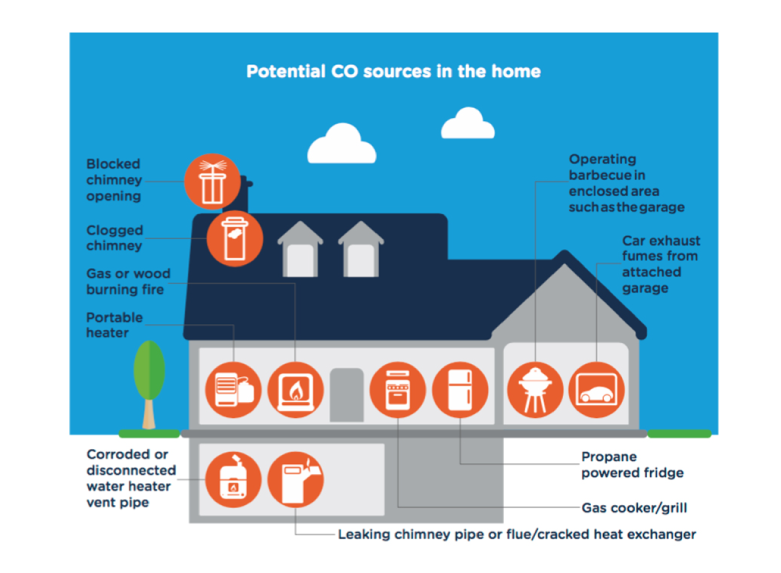 Potential CO sources in the home
Blocked
chimney
opening
Clogged
chimney
Gas or wood
burning fire
Portable
heater
Operating
barbecue in
enclosed area
such as the garage
Car exhaust
fumes from
attached
garage
Corroded or
disconnected
water heater
vent pipe
Propane
powered fridge
Gas cooker/grill
Leaking chimney pipe or flue/cracked heat exchanger